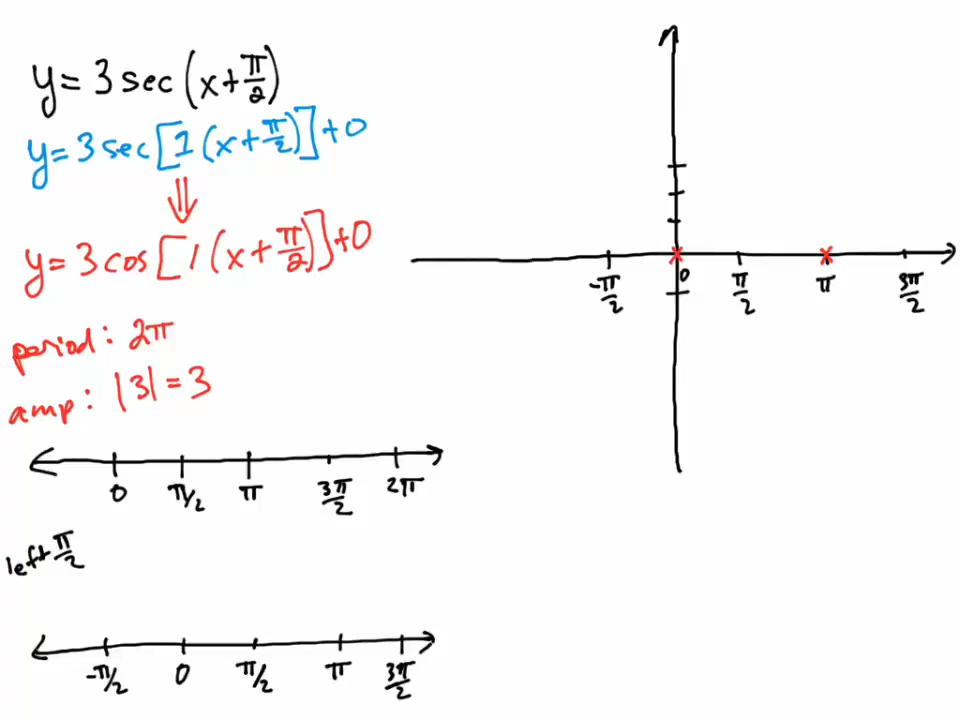 y = 3 sec (x + π/2)
y = 3 sec [1 (x + π/2)] + 0
⇓
y = 3 cos [1 (x + π/2)] + 0
period: 2π
amp: |3| = 3
0 π/2 π 3π/2 2π
left π/2
-π/2 0 π/2 π 3π/2
-π/2 0 π/2 π 3π/2